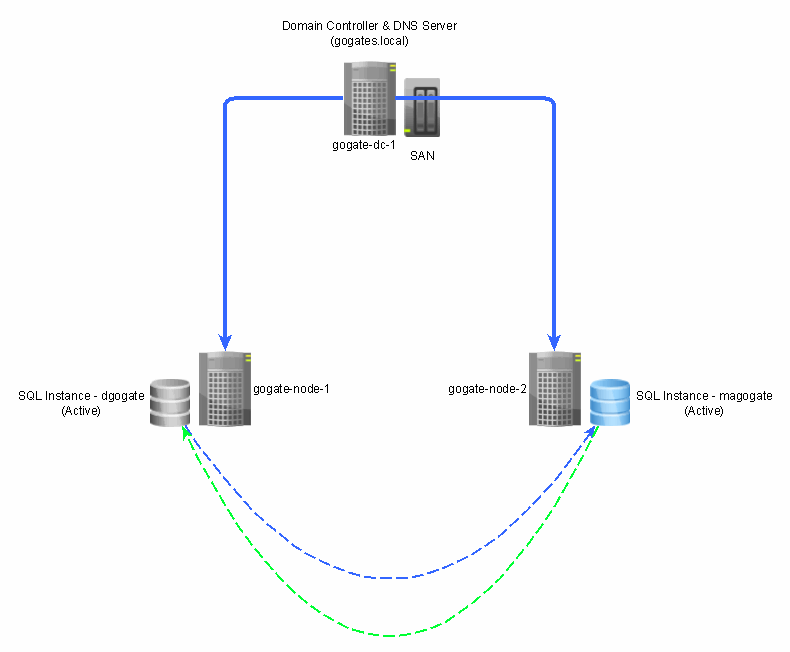 Domain Controller & DNS Server
(gogates.local)
gogate-dc-1
SAN
gogate-node-1
gogate-node-2
SQL Instance - dgogate
(Active)
SQL Instance - magogate
(Active)